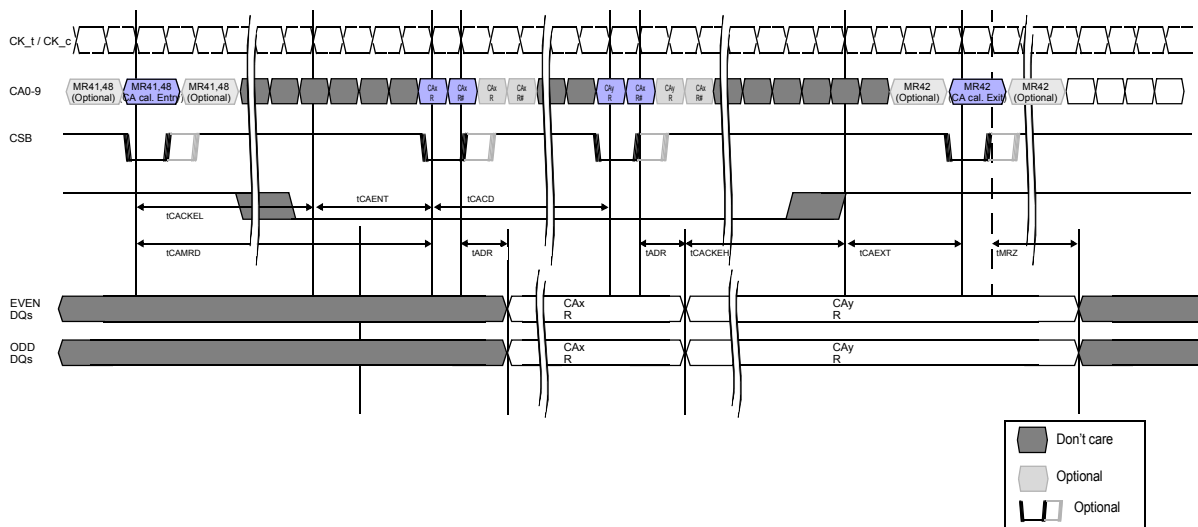 CK_t / CK_c
CA0-9
MR41,48
(Optional)
MR41,48
CA cal. Entry
MR41,48
(Optional)
CAx
R
CAx
R#
CAx
R
CAx
R#
CAy
R
CAx
R#
CAy
R
CAx
R#
MR42
(Optional)
MR42
CA cal. Exit
MR42
(Optional)
CSB
tCACKEL
tCAENT
tCACD
tCAMRD
tADR
tADR
tCACKEH
tCAEXT
tMRZ
EVEN
DQs
CAx
R
CAy
R
ODD
DQs
CAx
R
CAy
R
Don't care
Optional
Optional